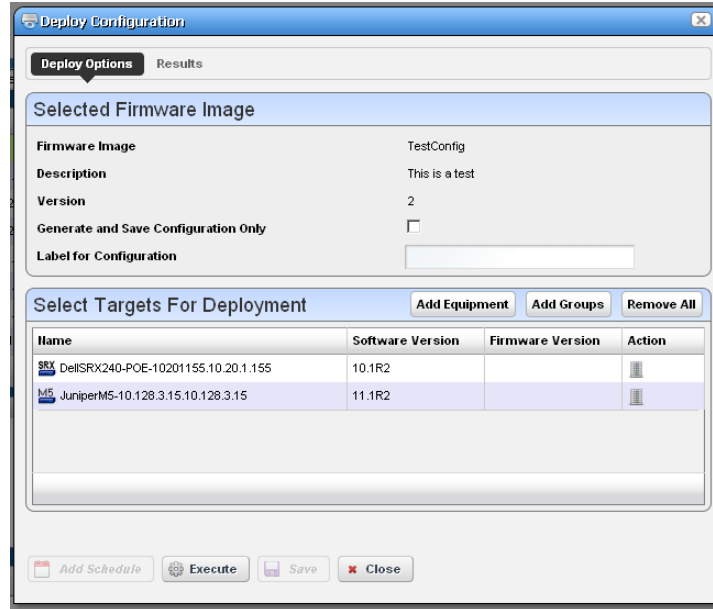 Deploy Configuration
Deploy Options Results
Selected Firmware Image
Firmware Image TestConfig
Description This is a test
Version 2
Generate and Save Configuration Only
Label for Configuration
Select Targets For Deployment Add Equipment Add Groups Remove All
Name Software Version Firmware Version Action
SRX DellSRX240-POE-10201155.10.20.1.155 10.1R2
M5 JuniperM5-10.128.3.15.10.128.3.15 11.1R2
Add Schedule Execute Save Close